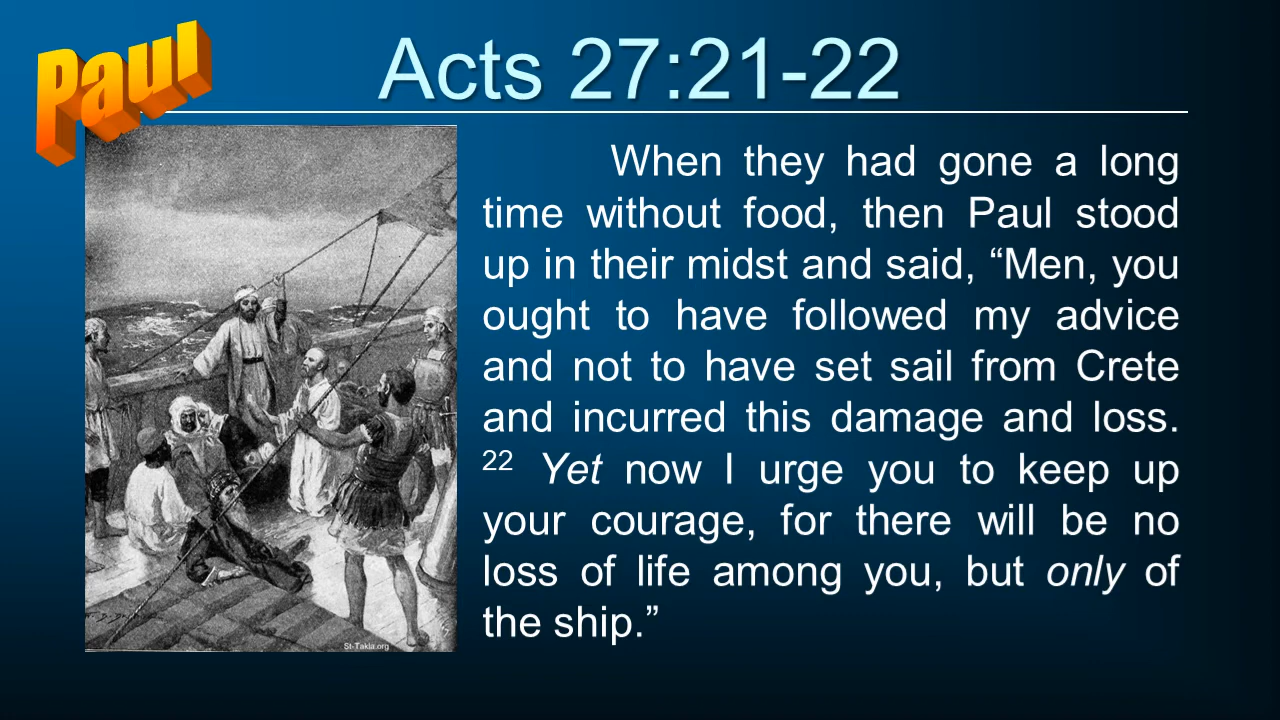 Paul
Acts 27:21-22
When they had gone a long
time without food, then Paul stood
up in their midst and said, “Men, you
ought to have followed my advice
and not to have set sail from Crete
and incurred this damage and loss.
22 Yet now I urge you to keep up
your courage, for there will be no
loss of life among you, but only of
the ship.”
St-Takla.org